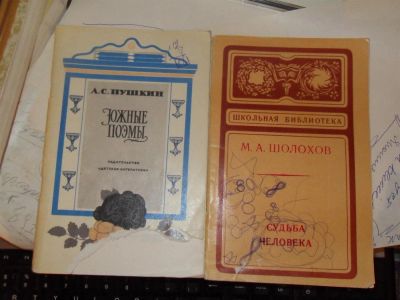 А.С. ПУШКИН
ЮЖНЫЕ
ПОЭМЫ
ИЗДАТЕЛЬСТВО
«ДЕТСКАЯ ЛИТЕРАТУРА»
ШКОЛЬНАЯ БИБЛИОТЕКА
М. А. ШОЛОХОВ
СУДЬБА
ЧЕЛОВЕКА